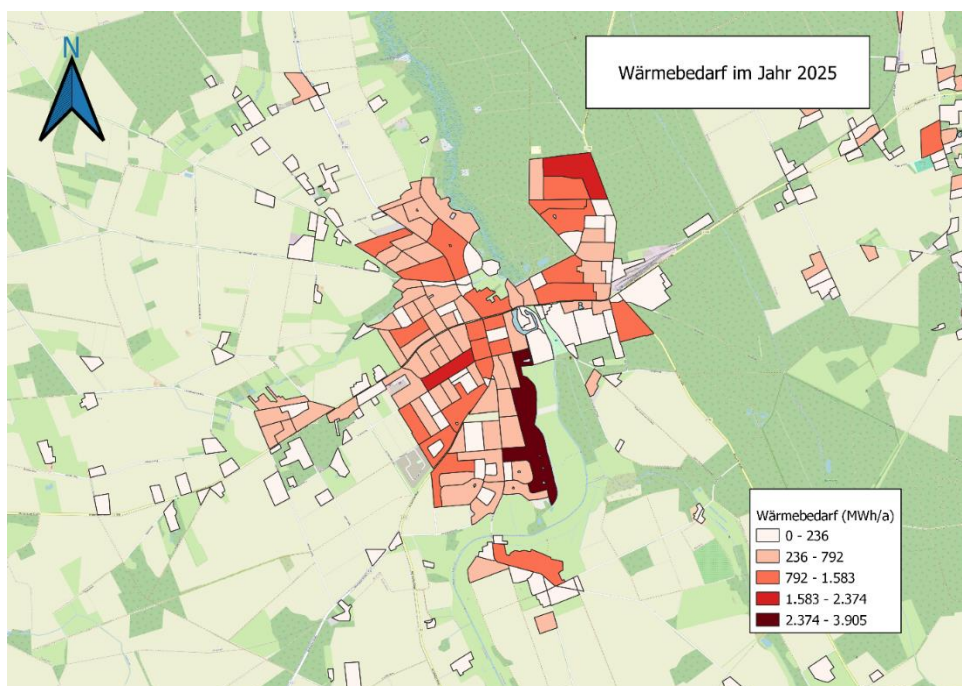 N
Wärmebedarf im Jahr 2025
Wärmebedarf (MWh/a)
0 - 236
236 - 792
792 - 1.583
1.583 - 2.374
2.374 - 3.905